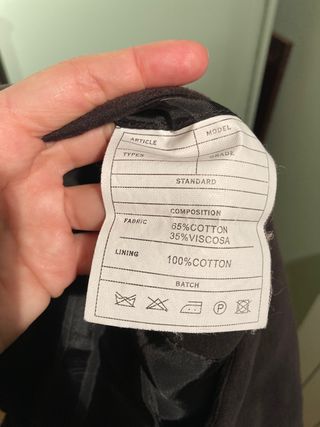 ARTICLE MODEL
TYPES GRADE
STANDARD
COMPOSITION
FABRIC 65%COTTON
35%VISCOSA
LINING 100%COTTON
BATCH
P